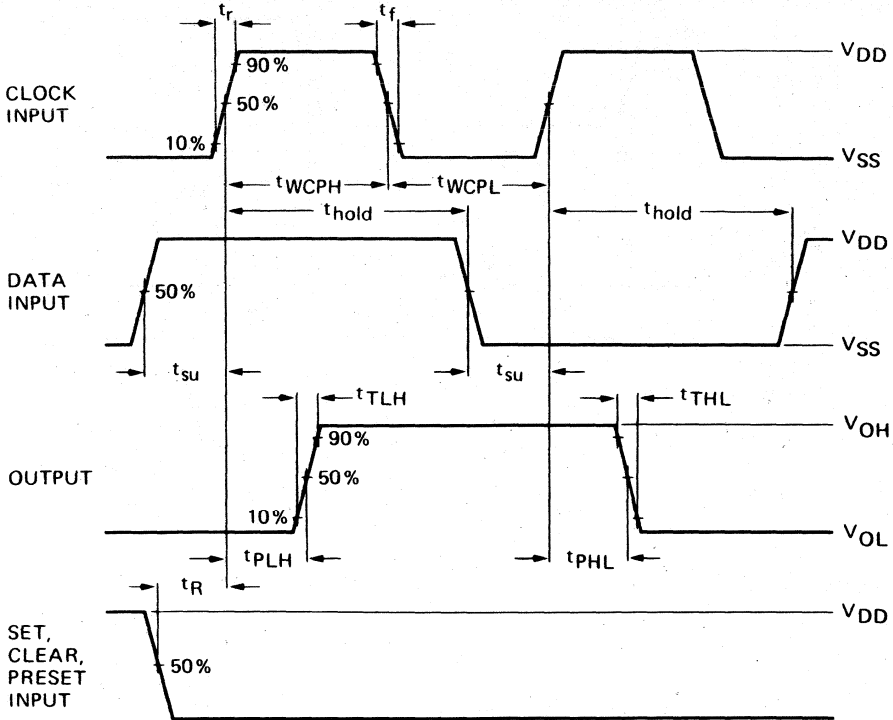 tr
tf
VDD
90%
CLOCK
INPUT
50%
10%
VSS
tWCPH
tWCPL
thold
thold
VDD
DATA
INPUT
50%
VSS
tsu
tsu
tTLH
tTHL
VOH
90%
OUTPUT
50%
10%
VOL
tPLH
tPHL
tR
VDD
SET,
CLEAR,
PRESET
INPUT
50%